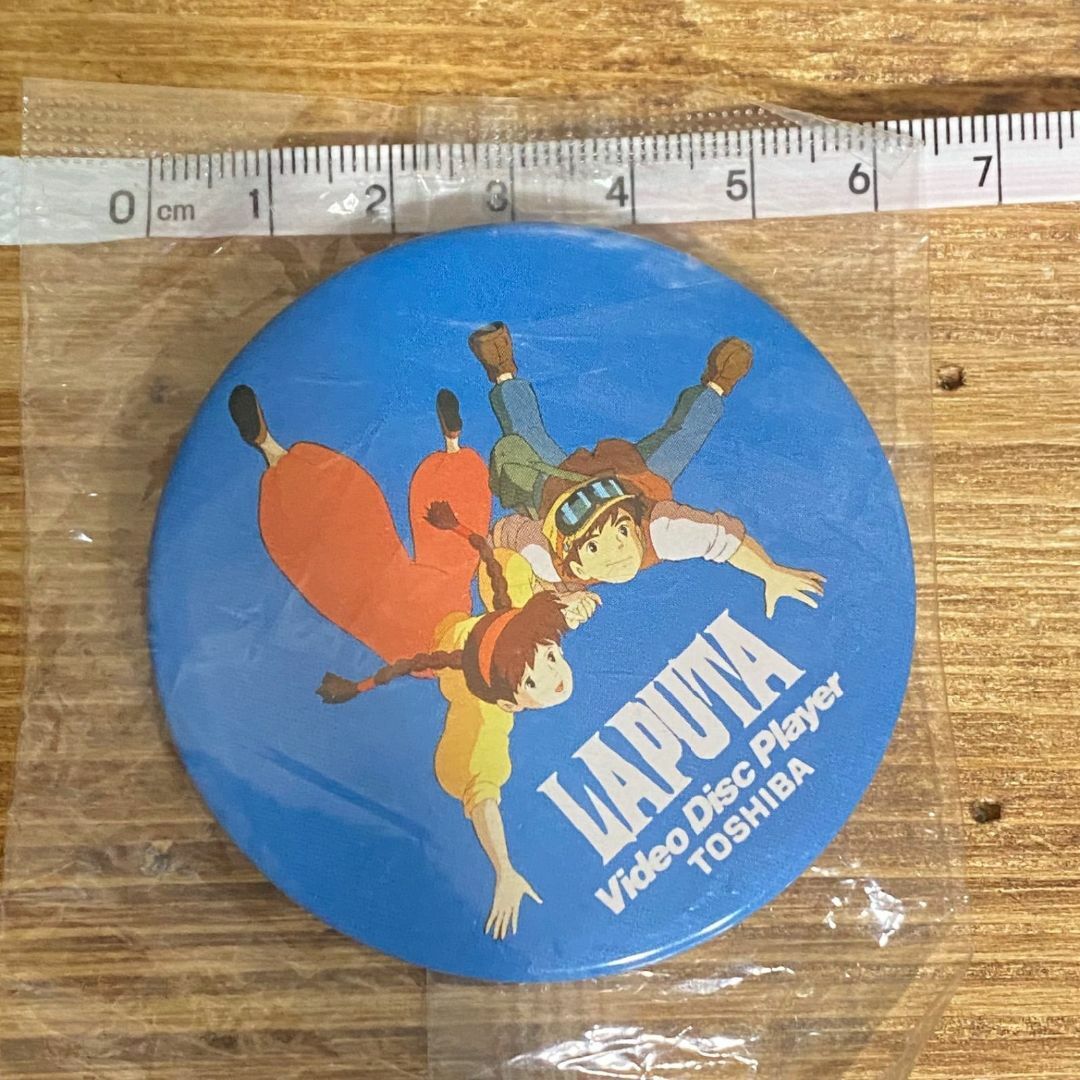 0 cm 1 2 3 4 5 6 7
LAPUTA
Video Disc Player
TOSHIBA